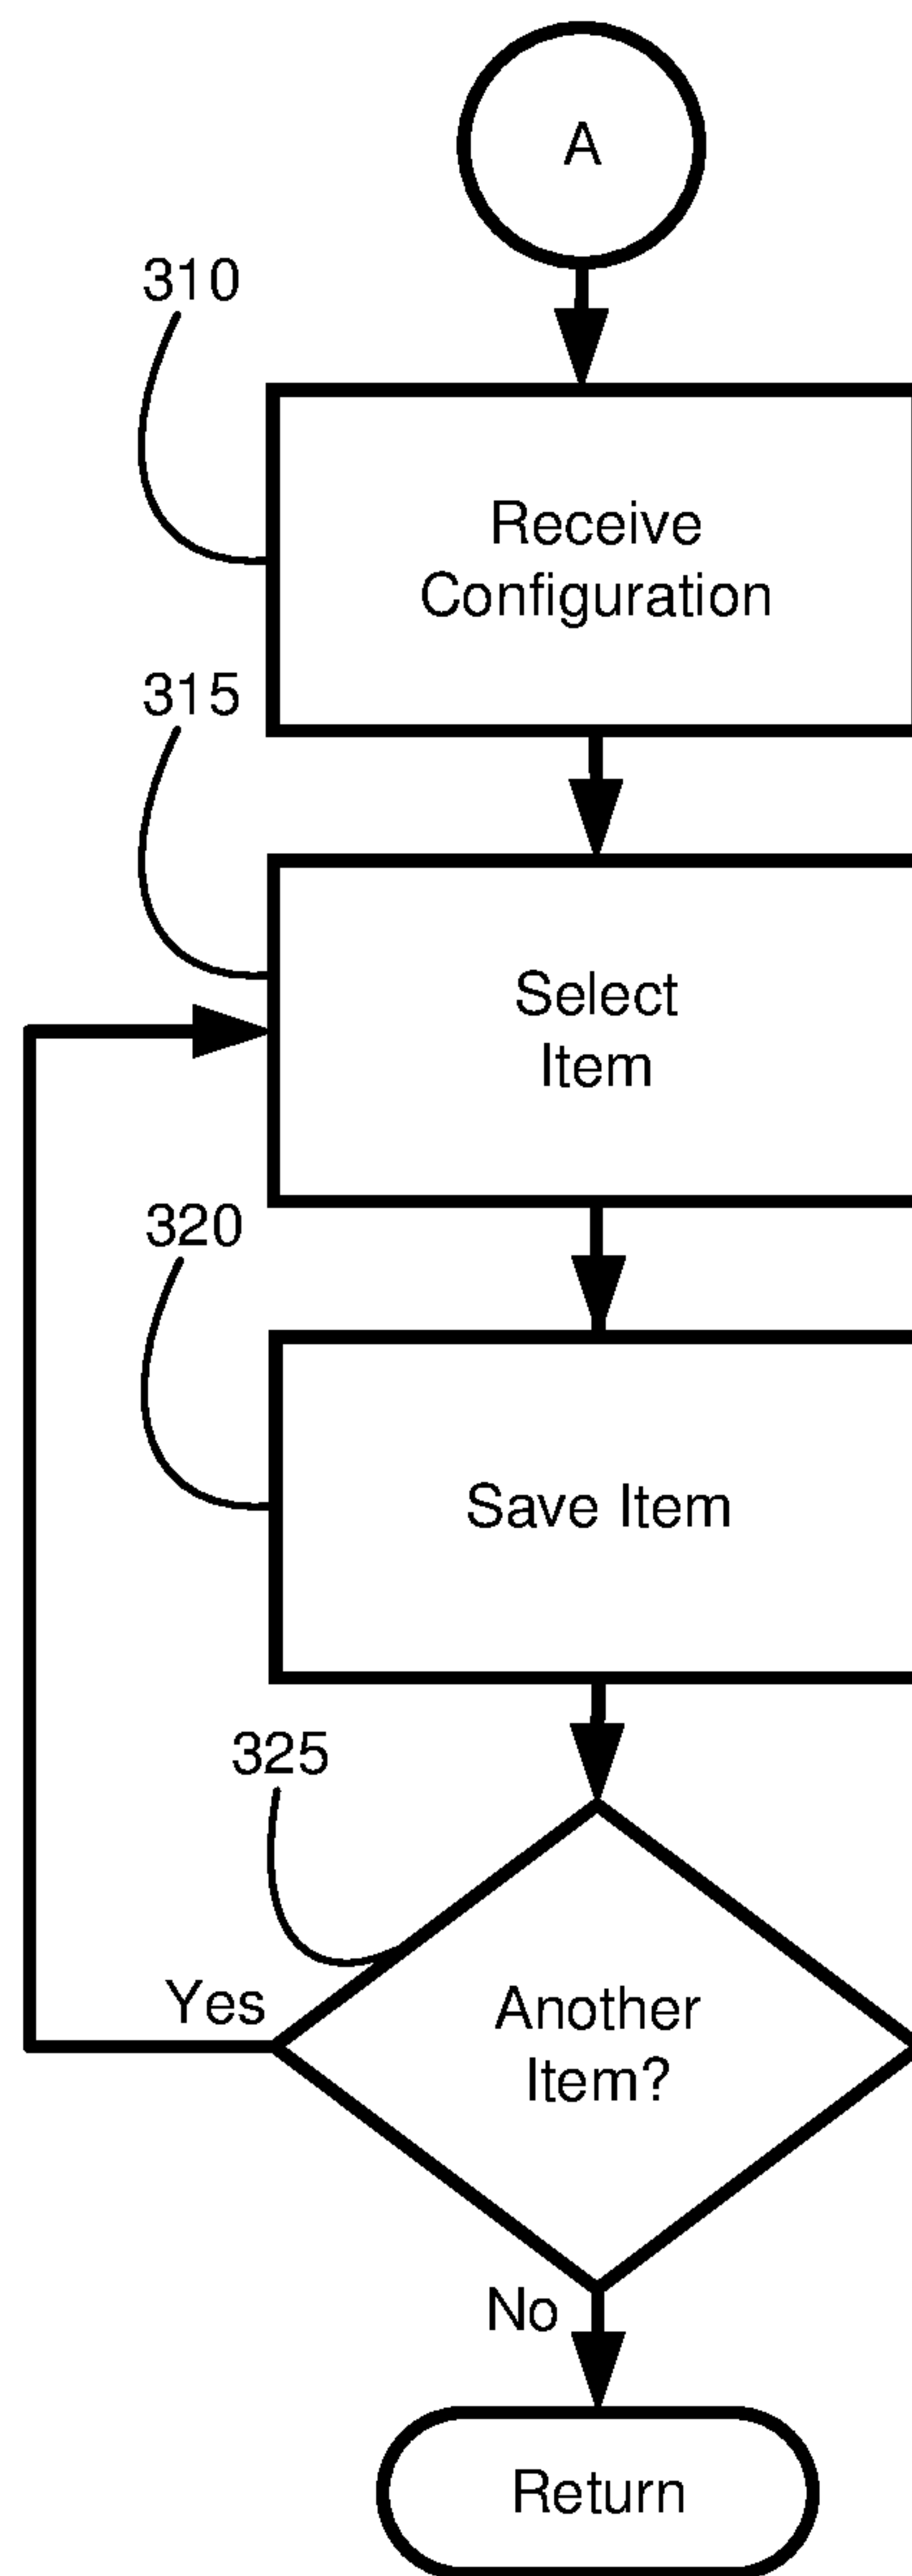 A
310
Receive
Configuration
315
Select
Item
320
Save Item
325
Yes
Another
Item?
No
Return